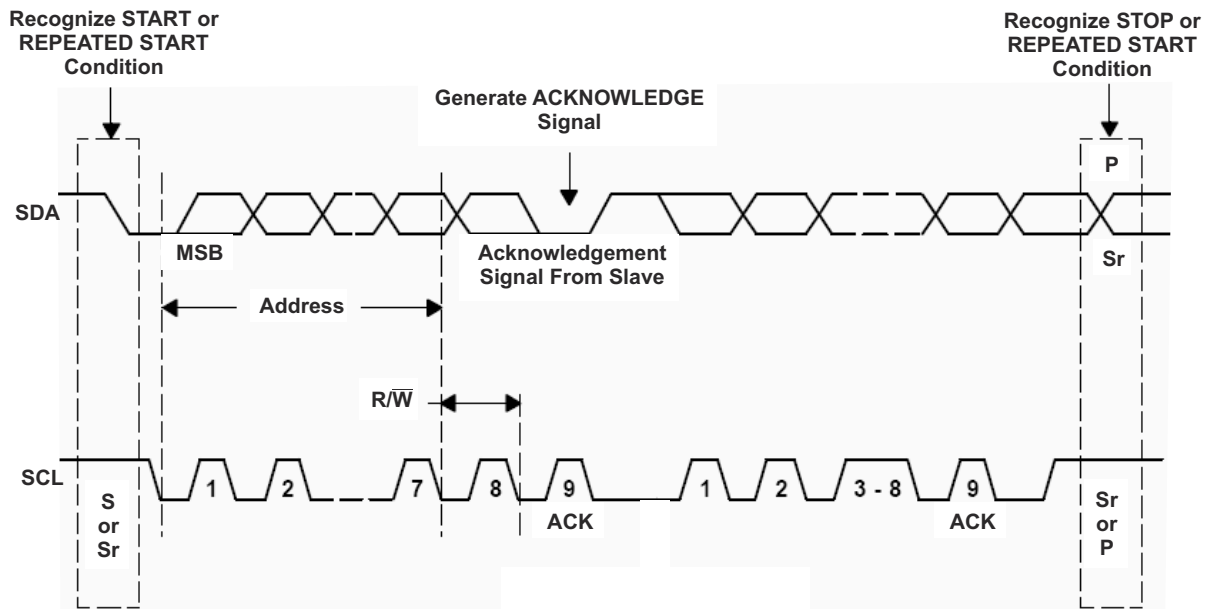 Recognize START or
REPEATED START
Condition
Recognize STOP or
REPEATED START
Condition
Generate ACKNOWLEDGE
Signal
P
SDA
MSB
Acknowledgement
Signal From Slave
Sr
Address
R/W̅
SCL
1
2
7
8
9
1
2
3 - 8
9
S
or
Sr
ACK
ACK
Sr
or
P